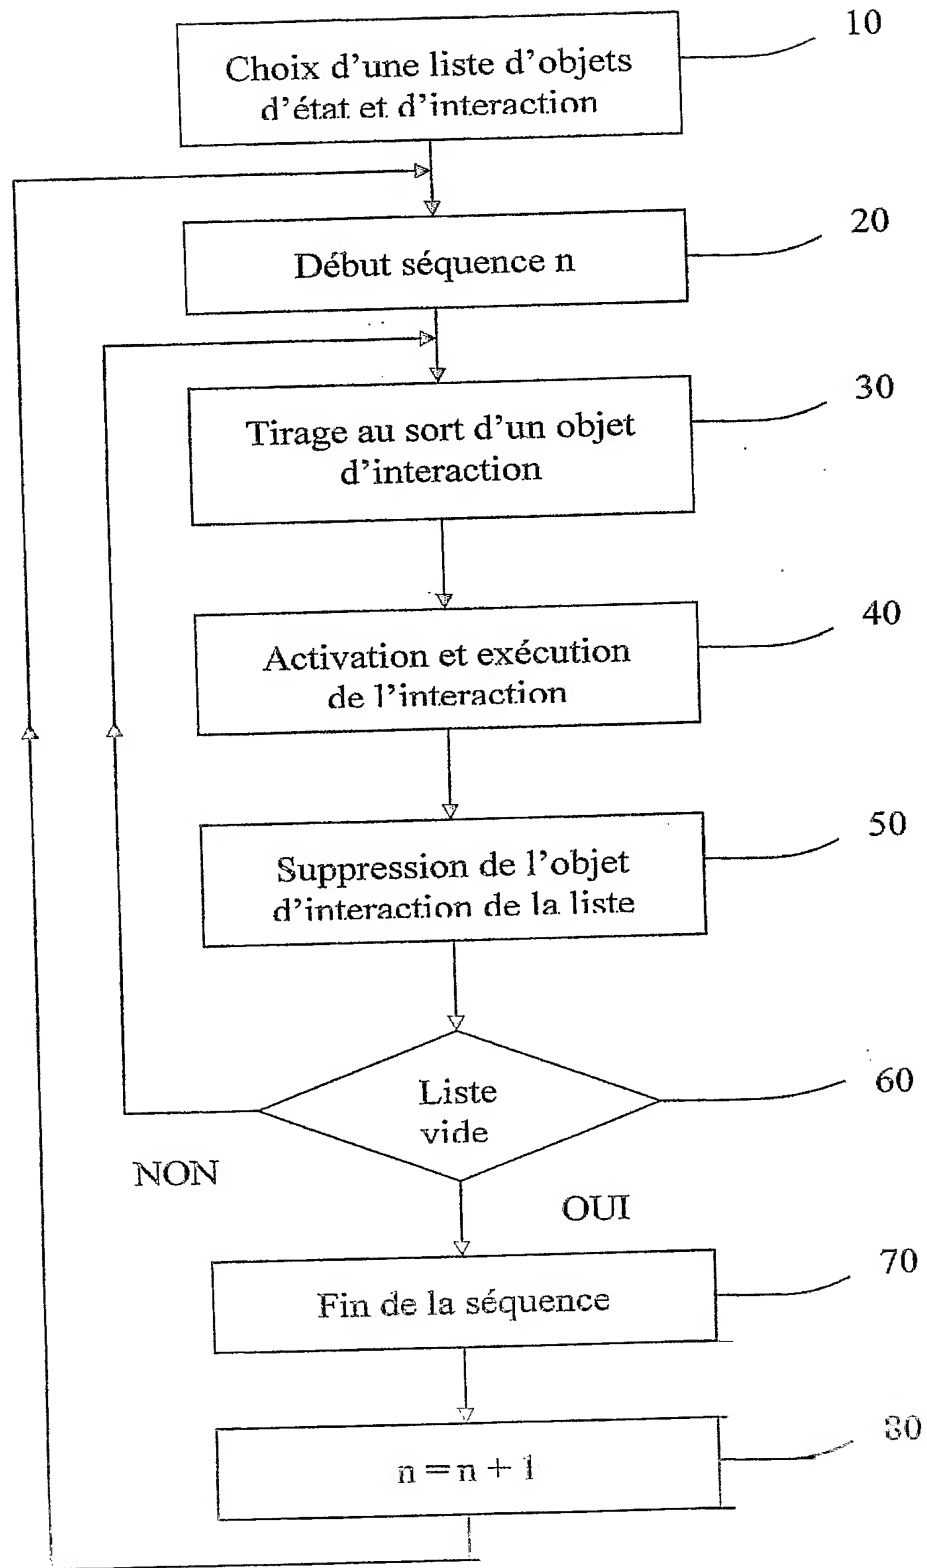 10
Choix d'une liste d'objets
d'état et d'interaction
20
Début séquence n
30
Tirage au sort d'un objet
d'interaction
40
Activation et exécution
de l'interaction
50
Suppression de l'objet
d'interaction de la liste
60
Liste
vide
NON
OUI
70
Fin de la séquence
80
n = n + 1